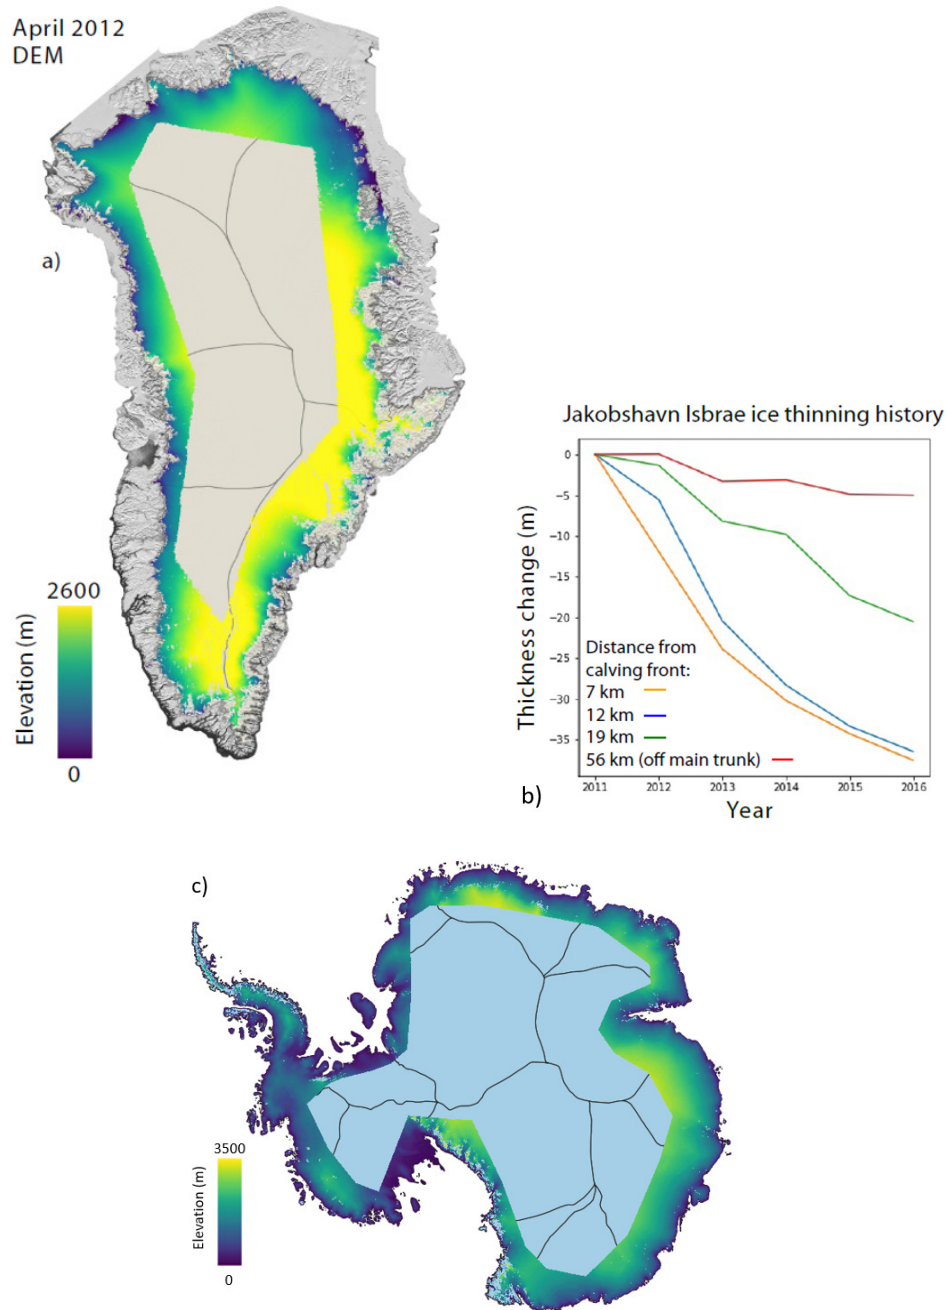 April 2012
DEM
a)
2600
Elevation (m)
0
Jakobshavn Isbrae ice thinning history
Thickness change (m)
0
−5
−10
−15
−20
−25
−30
−35
Distance from
calving front:
7 km
12 km
19 km
56 km (off main trunk)
2011 2012 2013 2014 2015 2016
Year
b)
c)
3500
Elevation (m)
0